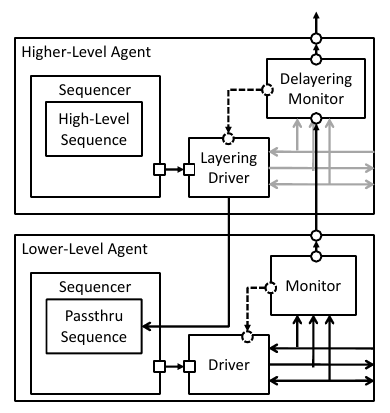 Higher-Level Agent
Sequencer
High-Level
Sequence
Delayering
Monitor
Layering
Driver
Lower-Level Agent
Sequencer
Passthru
Sequence
Monitor
Driver